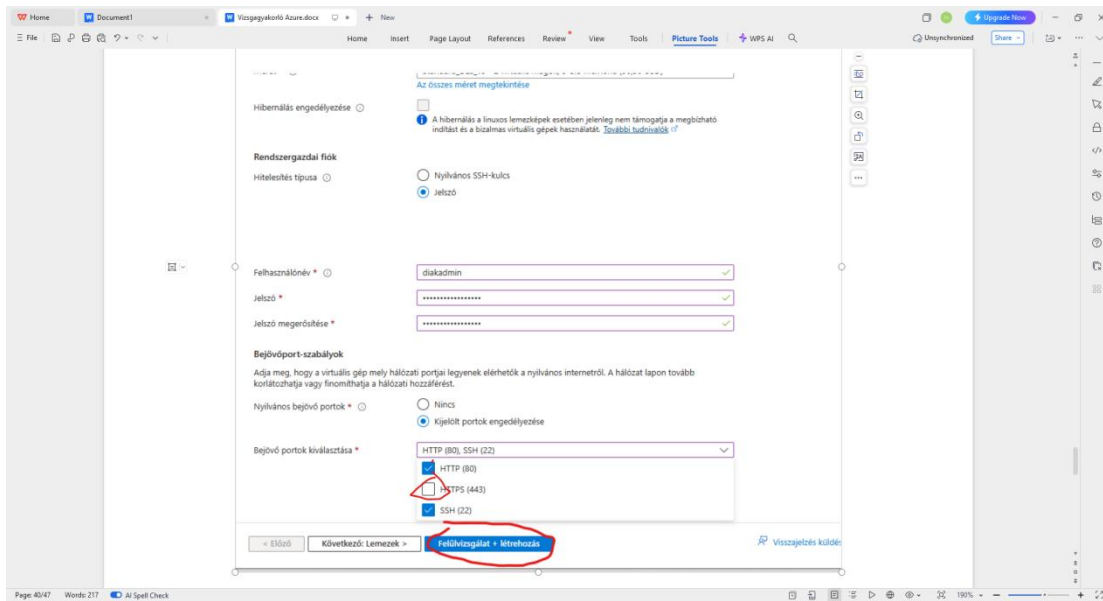 Home
Document1
Vizsgagyakorló Azure.docx
New
Upgrade Now
File
Home Insert Page Layout References Review View Tools Picture Tools WPS AI
Unsynchronized
Share
Az összes méret megtekintése
Hibernálás engedélyezése
A hibernálás a linuxos lemezképek esetében jelenleg nem támogatja a megbízható
indítást és a bizalmas virtuális gépek használatát. További tudnivalók
Rendszergazdai fiók
Hitelesítés típusa
Nyilvános SSH-kulcs
Jelszó
Felhasználónév *
diakadmin
Jelszó *
Jelszó megerősítése *
Bejövőport-szabályok
Adja meg, hogy a virtuális gép mely hálózati portjai legyenek elérhetők a nyilvános internetről. A hálózat lapon tovább
korlátozhatja vagy finomíthatja a hálózati hozzáférést.
Nyilvános bejövő portok *
Nincs
Kijelölt portok engedélyezése
Bejövő portok kiválasztása *
HTTP (80), SSH (22)
HTTP (80)
HTTPS (443)
SSH (22)
< Előző
Következő: Lemezek >
Felülvizsgálat + létrehozás
Visszajelzés küldés
Page: 40/47 Words: 217 AI Spell Check
190%